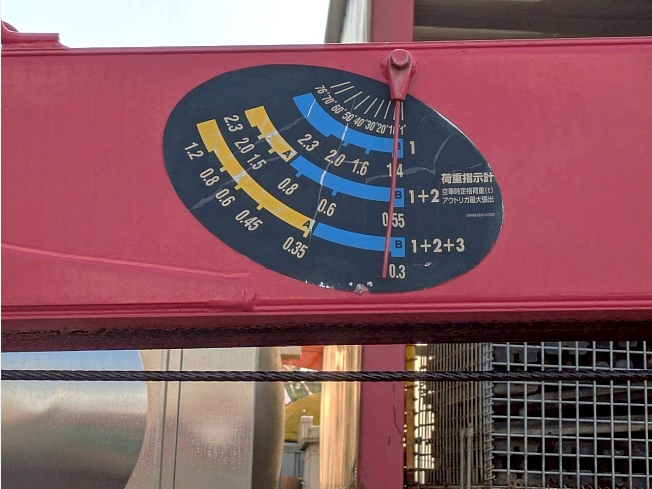 76° 70° 60° 50° 40° 30° 20° 10° 1°
B 1
2.3 2.0 1.6 1.4
A B 1+2
2.3 2.0 1.5 0.8 0.6 0.55
A B 1+2+3
1.2 0.8 0.6 0.45 0.35 0.3
荷重指示計
空車時定格荷重(t)
アウトリガ最大張出